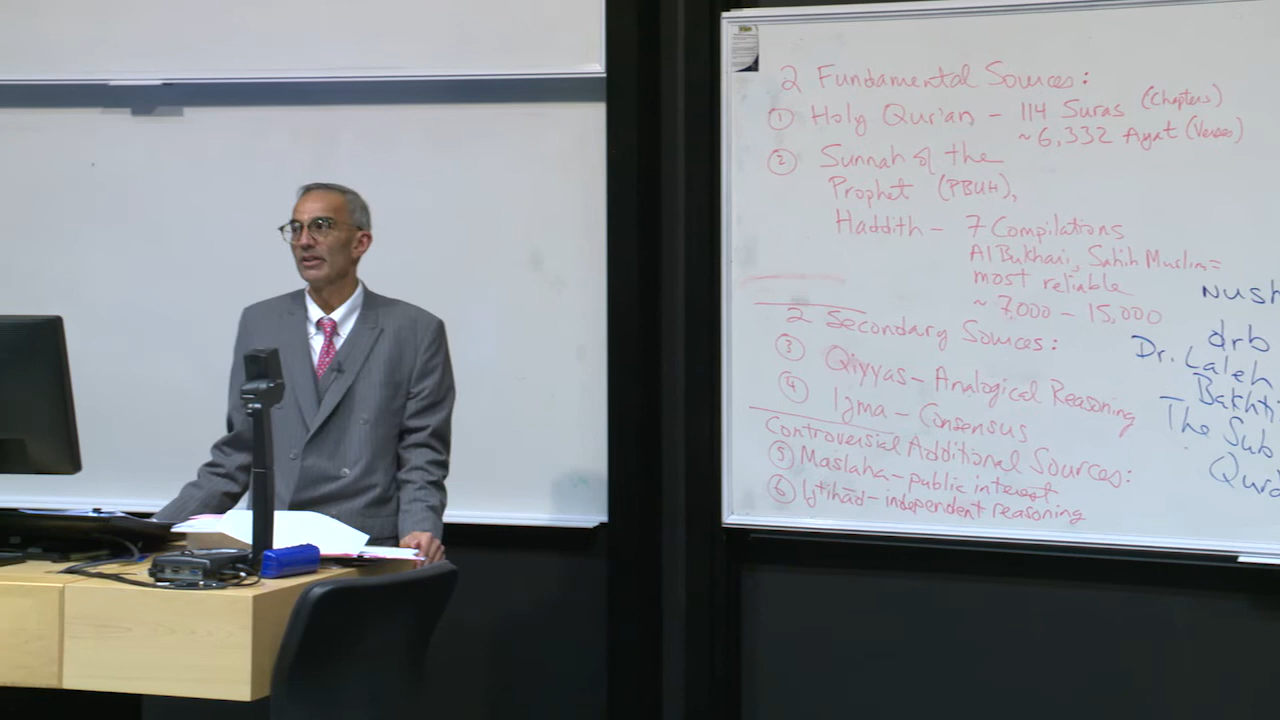 2 Fundamental Sources:
① Holy Qur'an – 114 Suras (Chapters)
~ 6,332 Ayat (Verses)
② Sunnah of the
Prophet (PBUH),
Haddith – 7 Compilations
Al Bukhari, Sahih Muslim =
most reliable
~ 7,000 – 15,000
2 Secondary Sources:
③ Qiyyas – Analogical Reasoning
④ Ijma – Consensus
Controversial Additional Sources:
⑤ Maslaha – public interest
⑥ Ijtihād – independent reasoning
Nush
drb
Dr. Laleh
Bakhti
The Sub
Qura